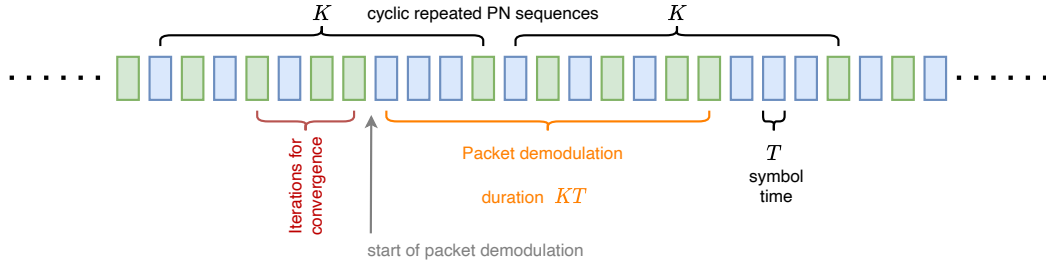 K cyclic repeated PN sequences K
Iterations for
convergence
Packet demodulation
duration KT
T
symbol
time
start of packet demodulation